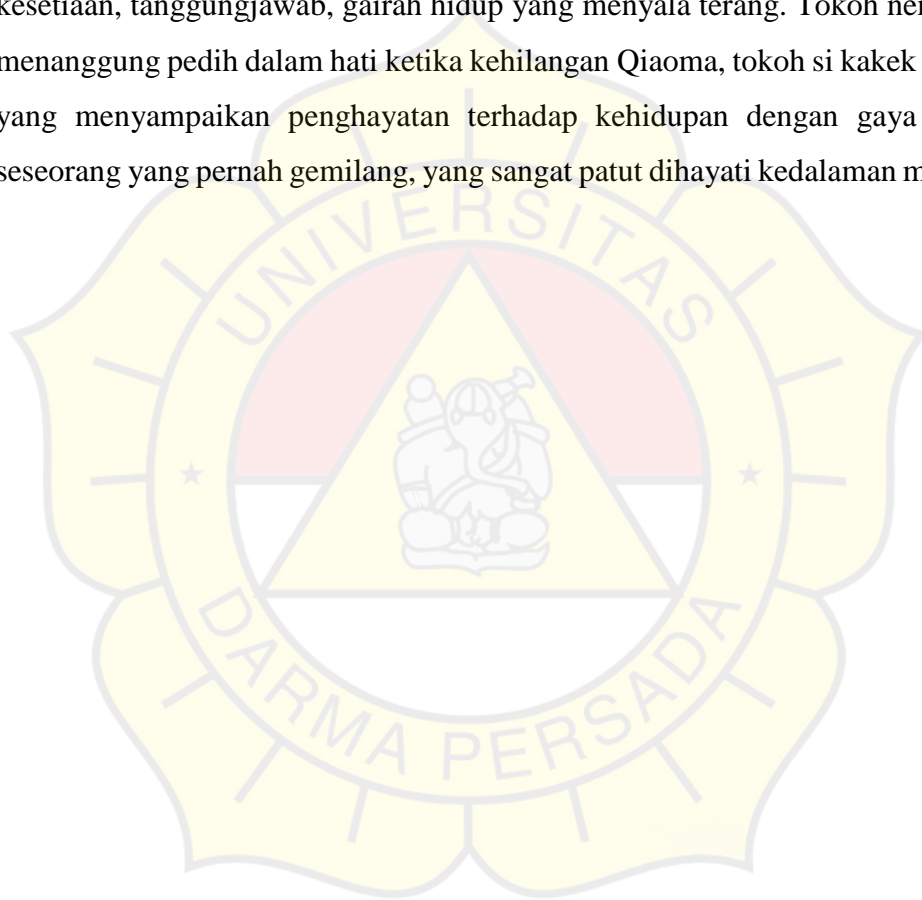 kesetiaan, tanggungjawab, gairah hidup yang menyala terang. Tokoh
menanggung pedih dalam hati ketika kehilangan Qiaoma, tokoh si kakek
yang menyampaikan penghayatan terhadap kehidupan dengan gaya
seseorang yang pernah gemilang, yang sangat patut dihayati kedalaman
UNIVERSITAS
DARMA PERSADA